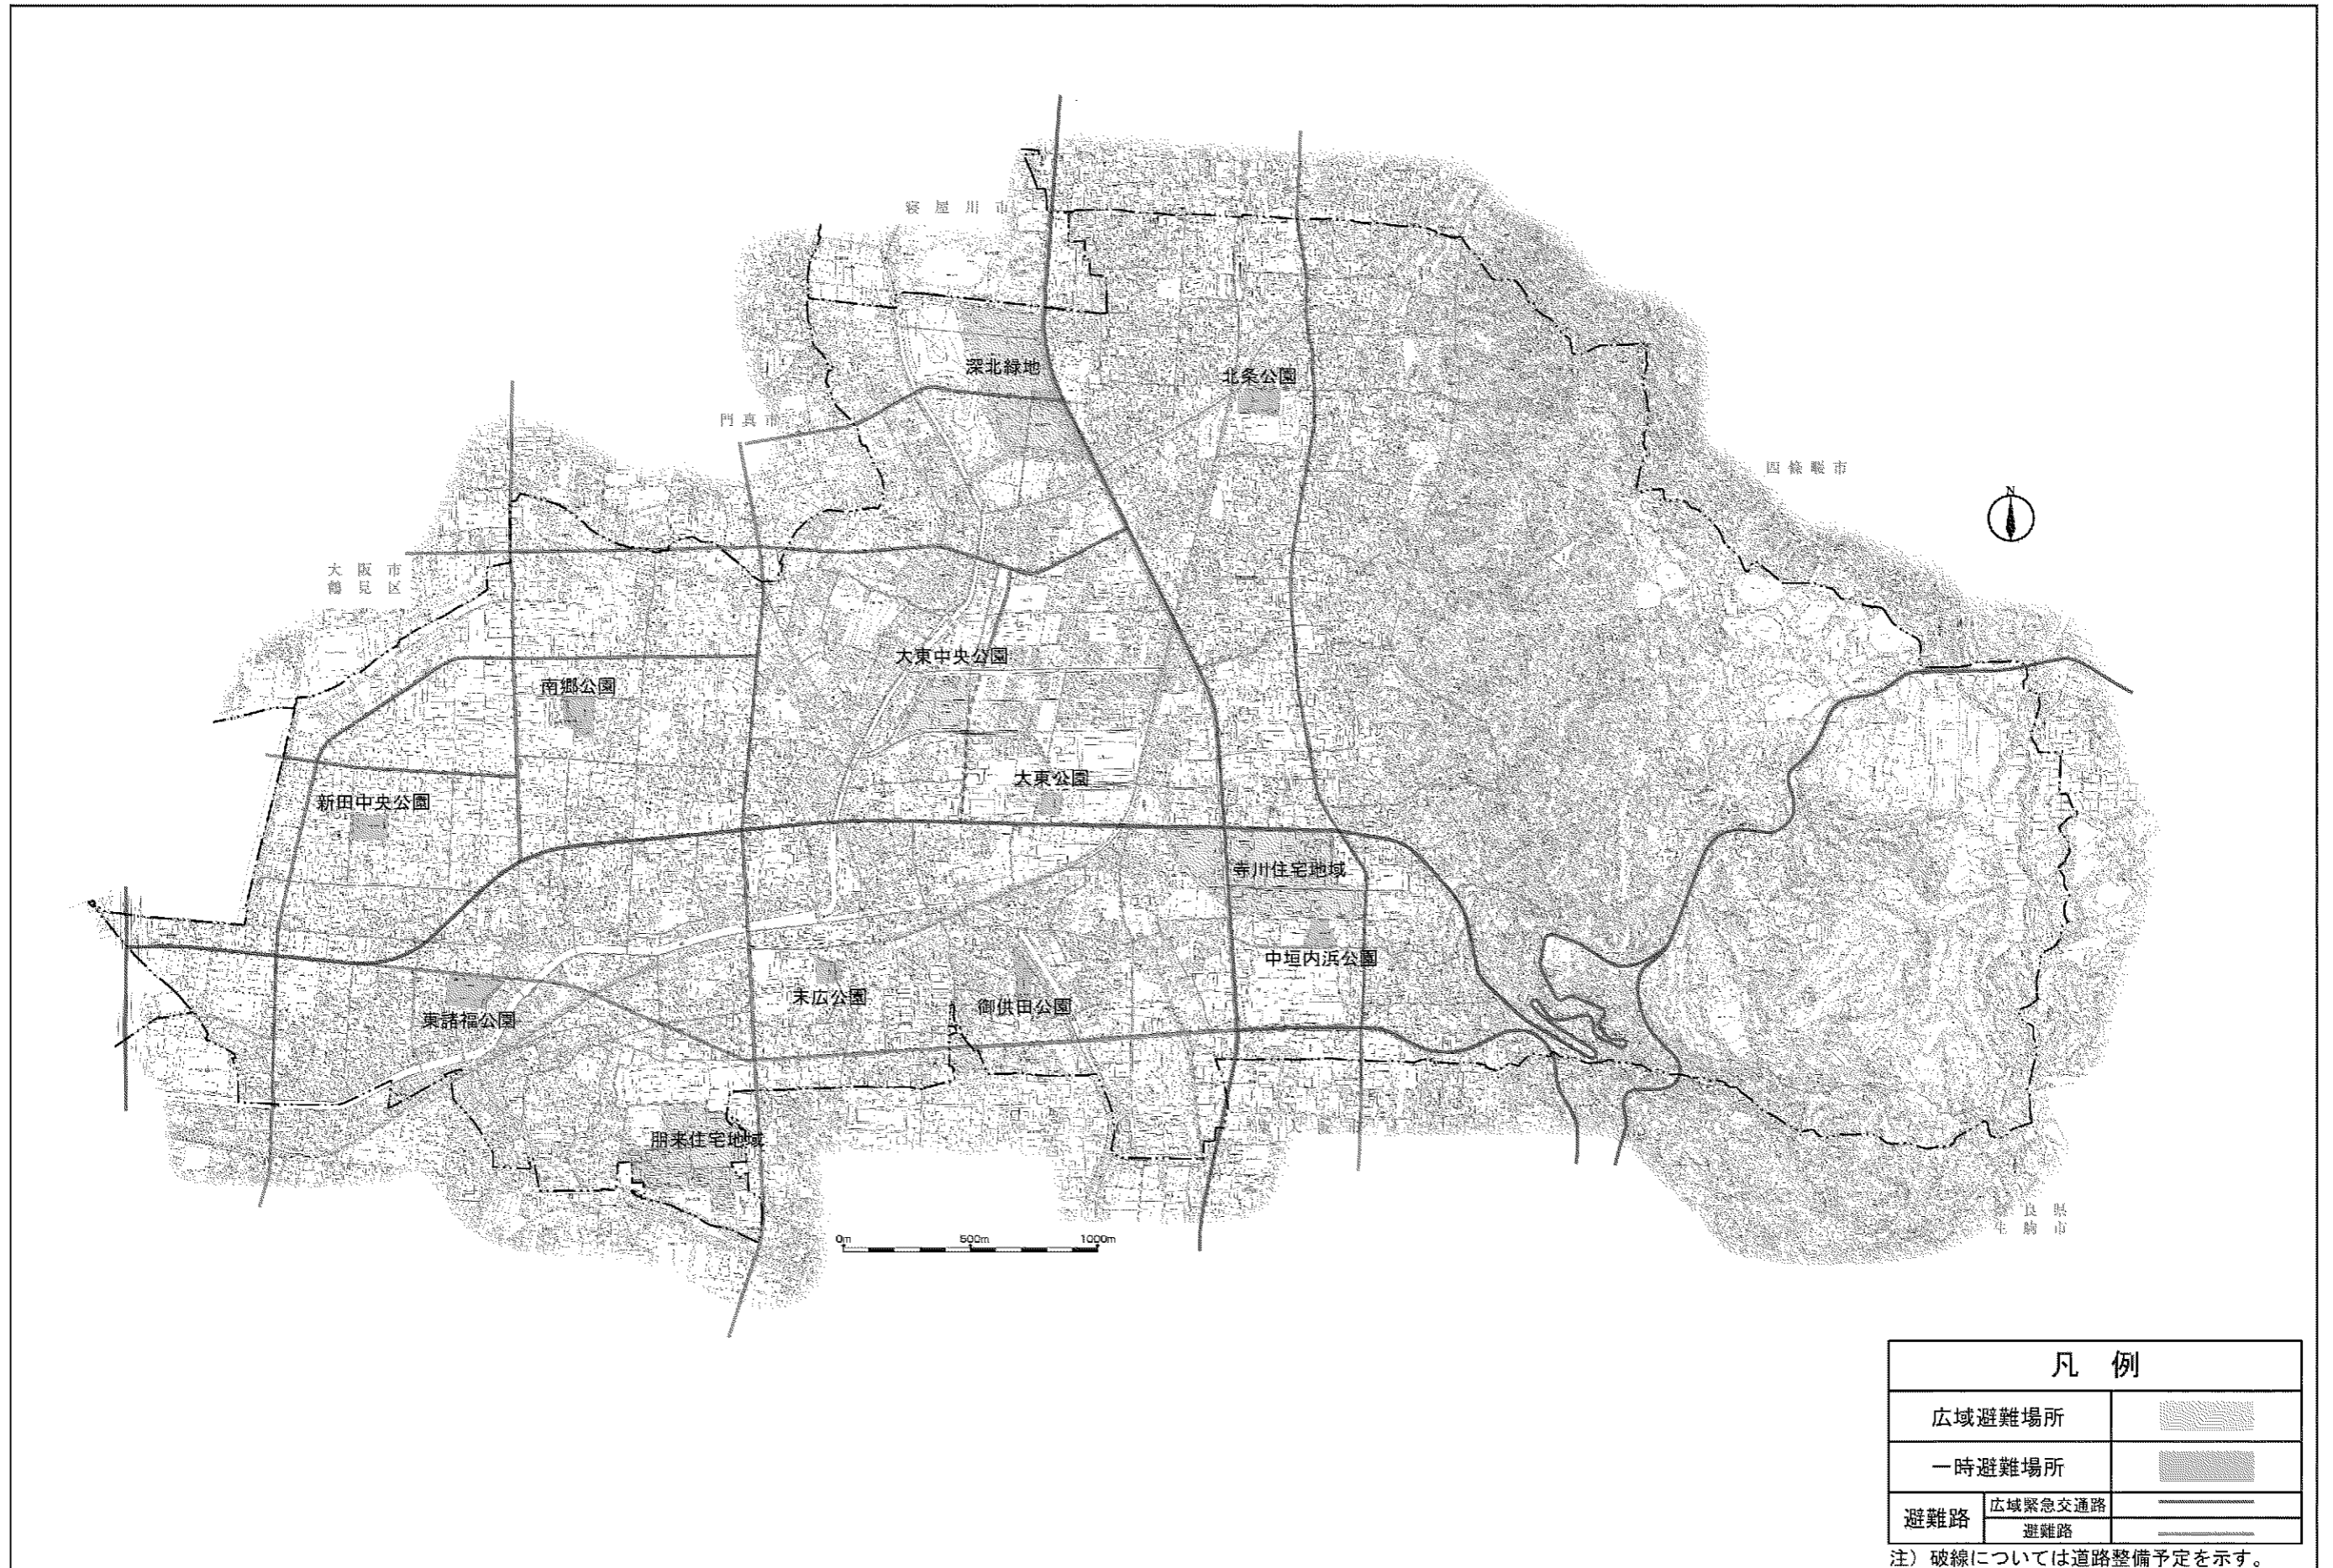 寝屋川市
深北緑地
北条公園
門真市
四條畷市
N
大阪市
鶴見区
大東中央公園
南郷公園
大東公園
新田中央公園
寺川住宅地域
中垣内浜公園
末広公園
御供田公園
東諸福公園
朋来住宅地域
良県
生駒市
0m 500m 1000m
凡例
広域避難場所
一時避難場所
避難路
広域緊急交通路
避難路
注）破線については道路整備予定を示す。